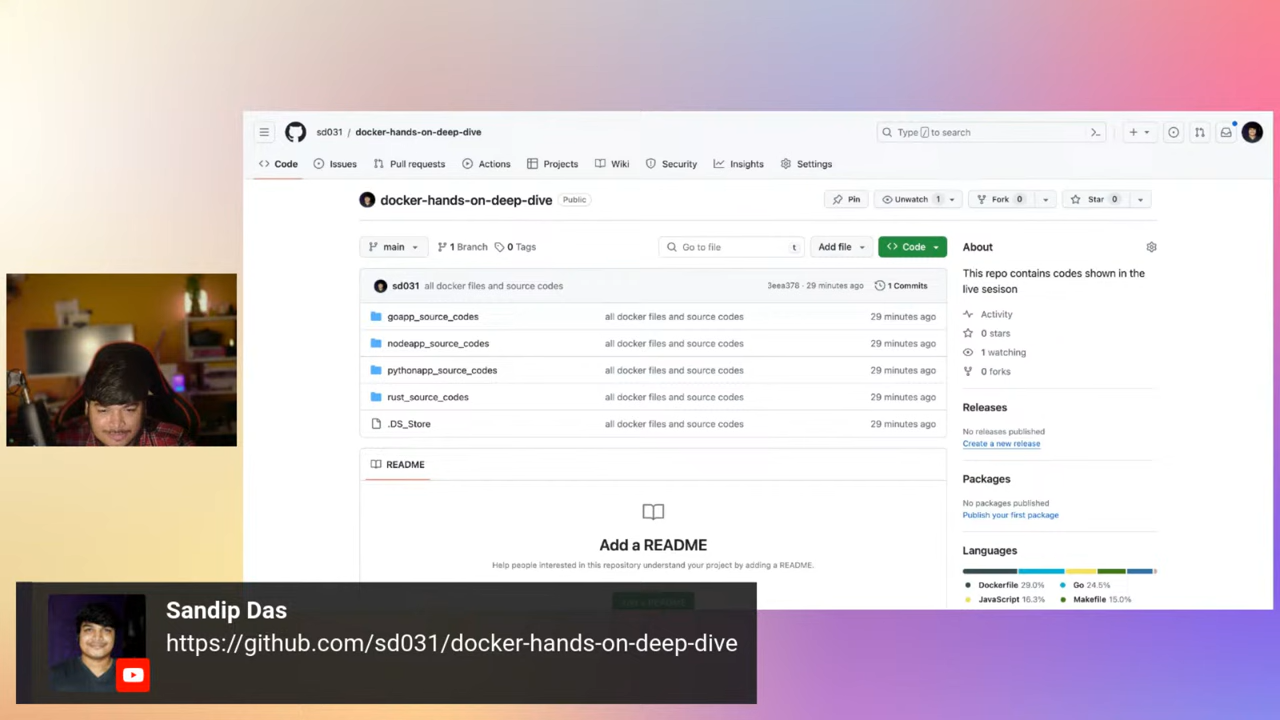 sd031 / docker-hands-on-deep-dive
Type / to search
Code Issues Pull requests Actions Projects Wiki Security Insights Settings
docker-hands-on-deep-dive Public
Pin Unwatch 1 Fork 0 Star 0
main 1 Branch 0 Tags Go to file t Add file Code
sd031 all docker files and source codes 3eea378 · 29 minutes ago 1 Commits
goapp_source_codes all docker files and source codes 29 minutes ago
nodeapp_source_codes all docker files and source codes 29 minutes ago
pythonapp_source_codes all docker files and source codes 29 minutes ago
rust_source_codes all docker files and source codes 29 minutes ago
.DS_Store all docker files and source codes 29 minutes ago
README
Add a README
Help people interested in this repository understand your project by adding a README.
About
This repo contains codes shown in the
live sesison
Activity
0 stars
1 watching
0 forks
Releases
No releases published
Create a new release
Packages
No packages published
Publish your first package
Languages
Dockerfile 29.0% Go 24.5%
JavaScript 16.3% Makefile 15.0%
Sandip Das
https://github.com/sd031/docker-hands-on-deep-dive